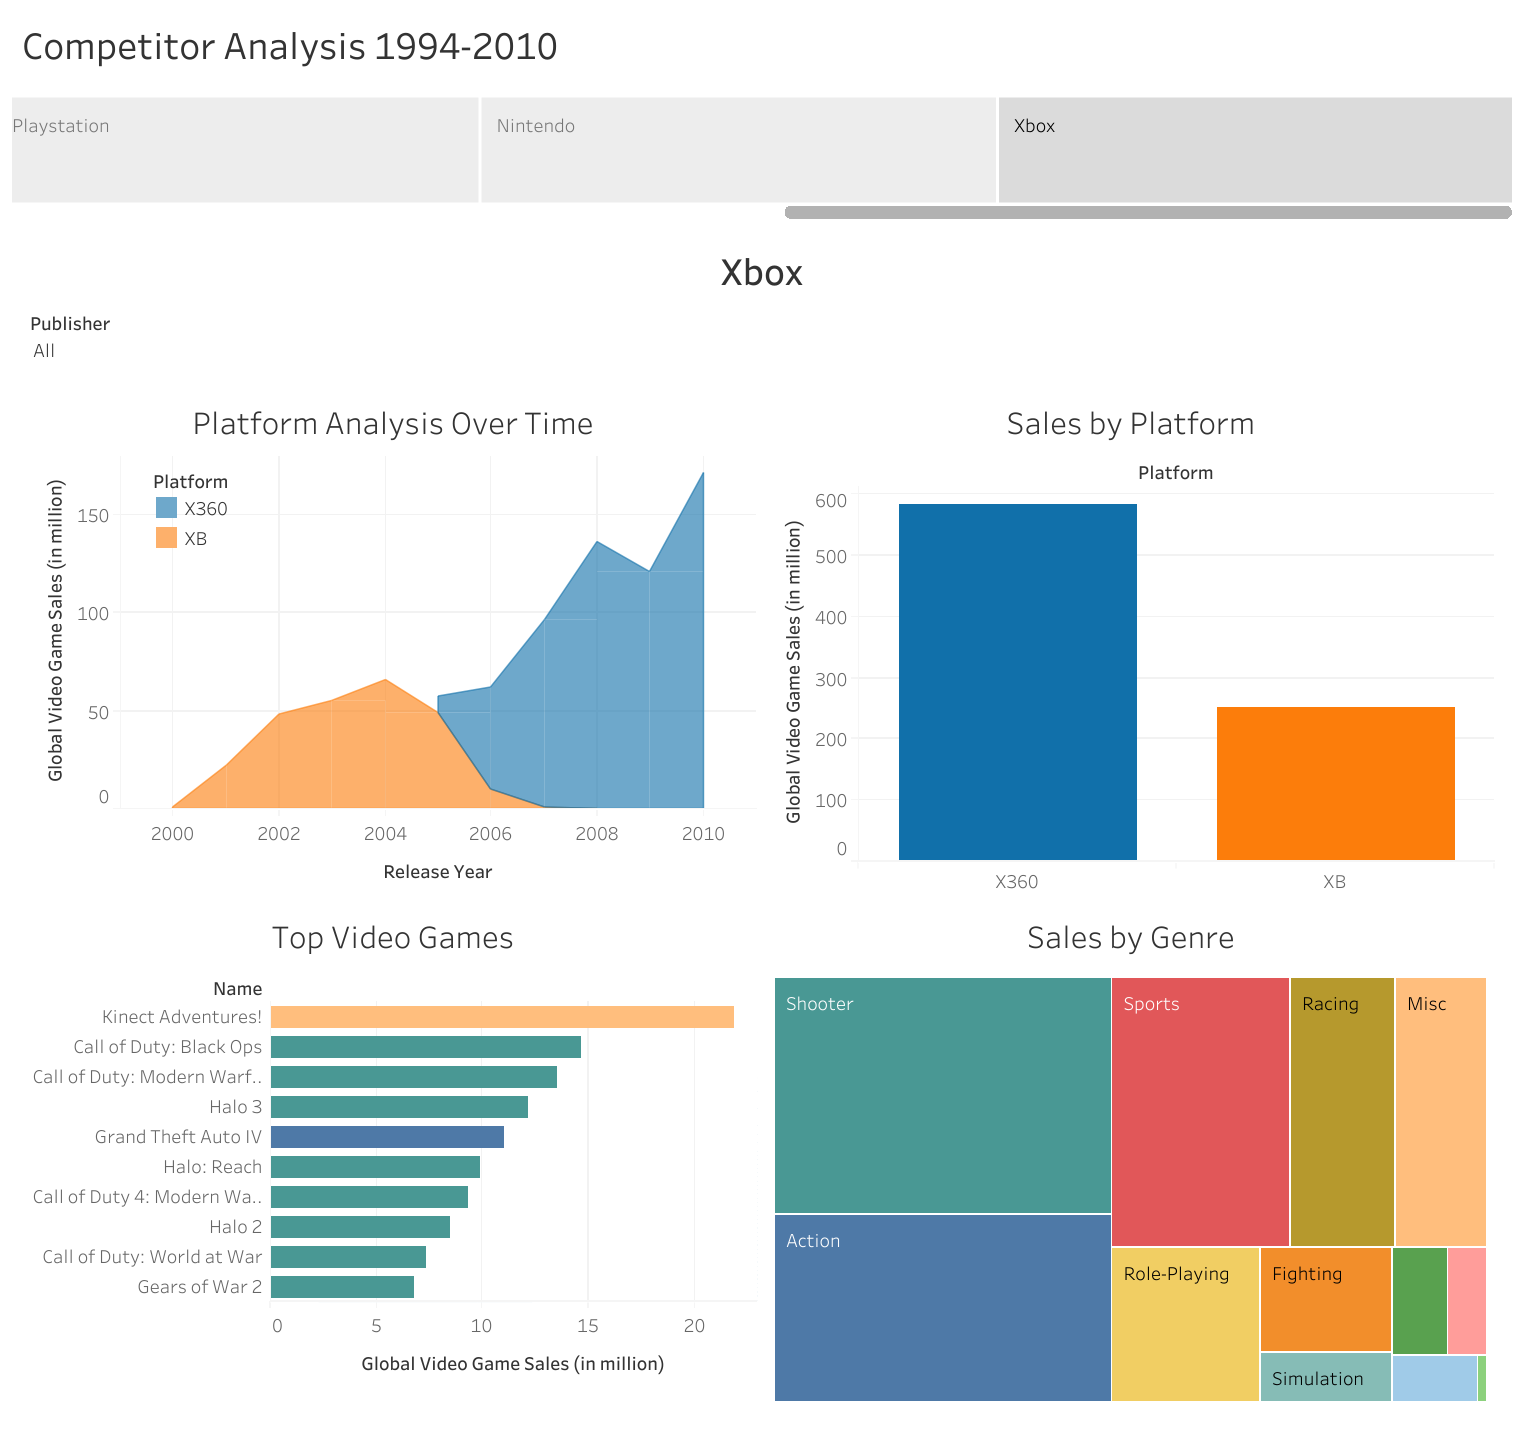 Competitor Analysis 1994-2010
Playstation
Nintendo
Xbox
Xbox
Publisher
All
Platform Analysis Over Time
Platform
X360
XB
Global Video Game Sales (in million)
150
100
50
0
2000 2002 2004 2006 2008 2010
Release Year
Sales by Platform
Platform
Global Video Game Sales (in million)
600
500
400
300
200
100
0
X360 XB
Top Video Games
Name
Kinect Adventures!
Call of Duty: Black Ops
Call of Duty: Modern Warf..
Halo 3
Grand Theft Auto IV
Halo: Reach
Call of Duty 4: Modern Wa..
Halo 2
Call of Duty: World at War
Gears of War 2
0 5 10 15 20
Global Video Game Sales (in million)
Sales by Genre
Shooter
Sports
Racing
Misc
Action
Role-Playing
Fighting
Simulation